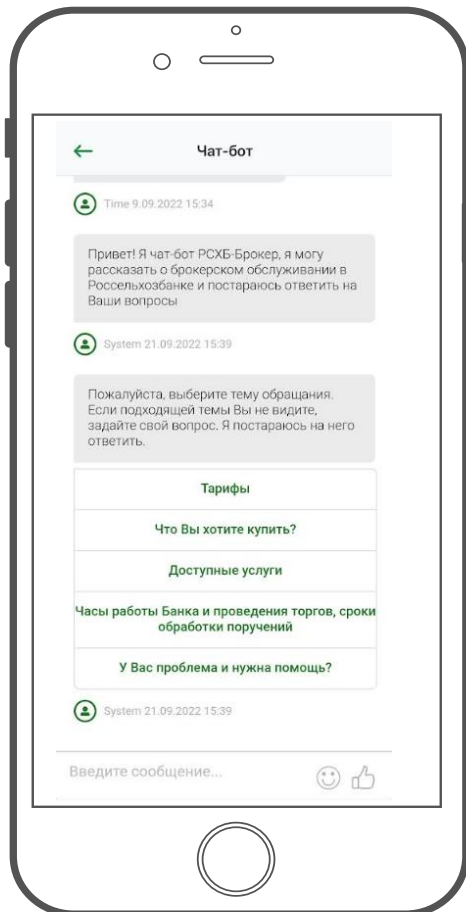 Чат-бот
Time 9.09.2022 15:34
Привет! Я чат-бот РСХБ-Брокер, я могу
рассказать о брокерском обслуживании в
Россельхозбанке и постараюсь ответить на
Ваши вопросы
System 21.09.2022 15:39
Пожалуйста, выберите тему обращания.
Если подходящей темы Вы не видите,
задайте свой вопрос. Я постараюсь на него
ответить.
Тарифы
Что Вы хотите купить?
Доступные услуги
Часы работы Банка и проведения торгов, сроки
обработки поручений
У Вас проблема и нужна помощь?
System 21.09.2022 15:39
Введите сообщение...